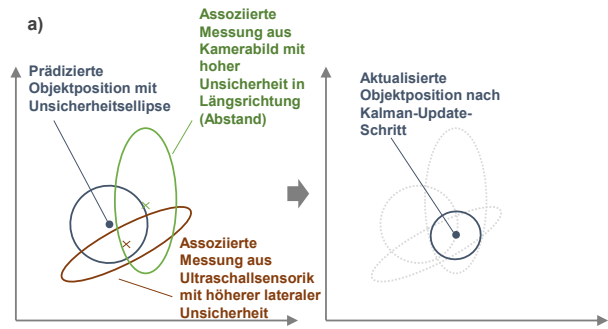 a)
Prädizierte
Objektposition mit
Unsicherheitsellipse
Assoziierte
Messung aus
Kamerabild mit
hoher
Unsicherheit in
Längsrichtung
(Abstand)
Assoziierte
Messung aus
Ultraschallsensorik
mit höherer lateraler
Unsicherheit
Aktualisierte
Objektposition nach
Kalman-Update-
Schritt